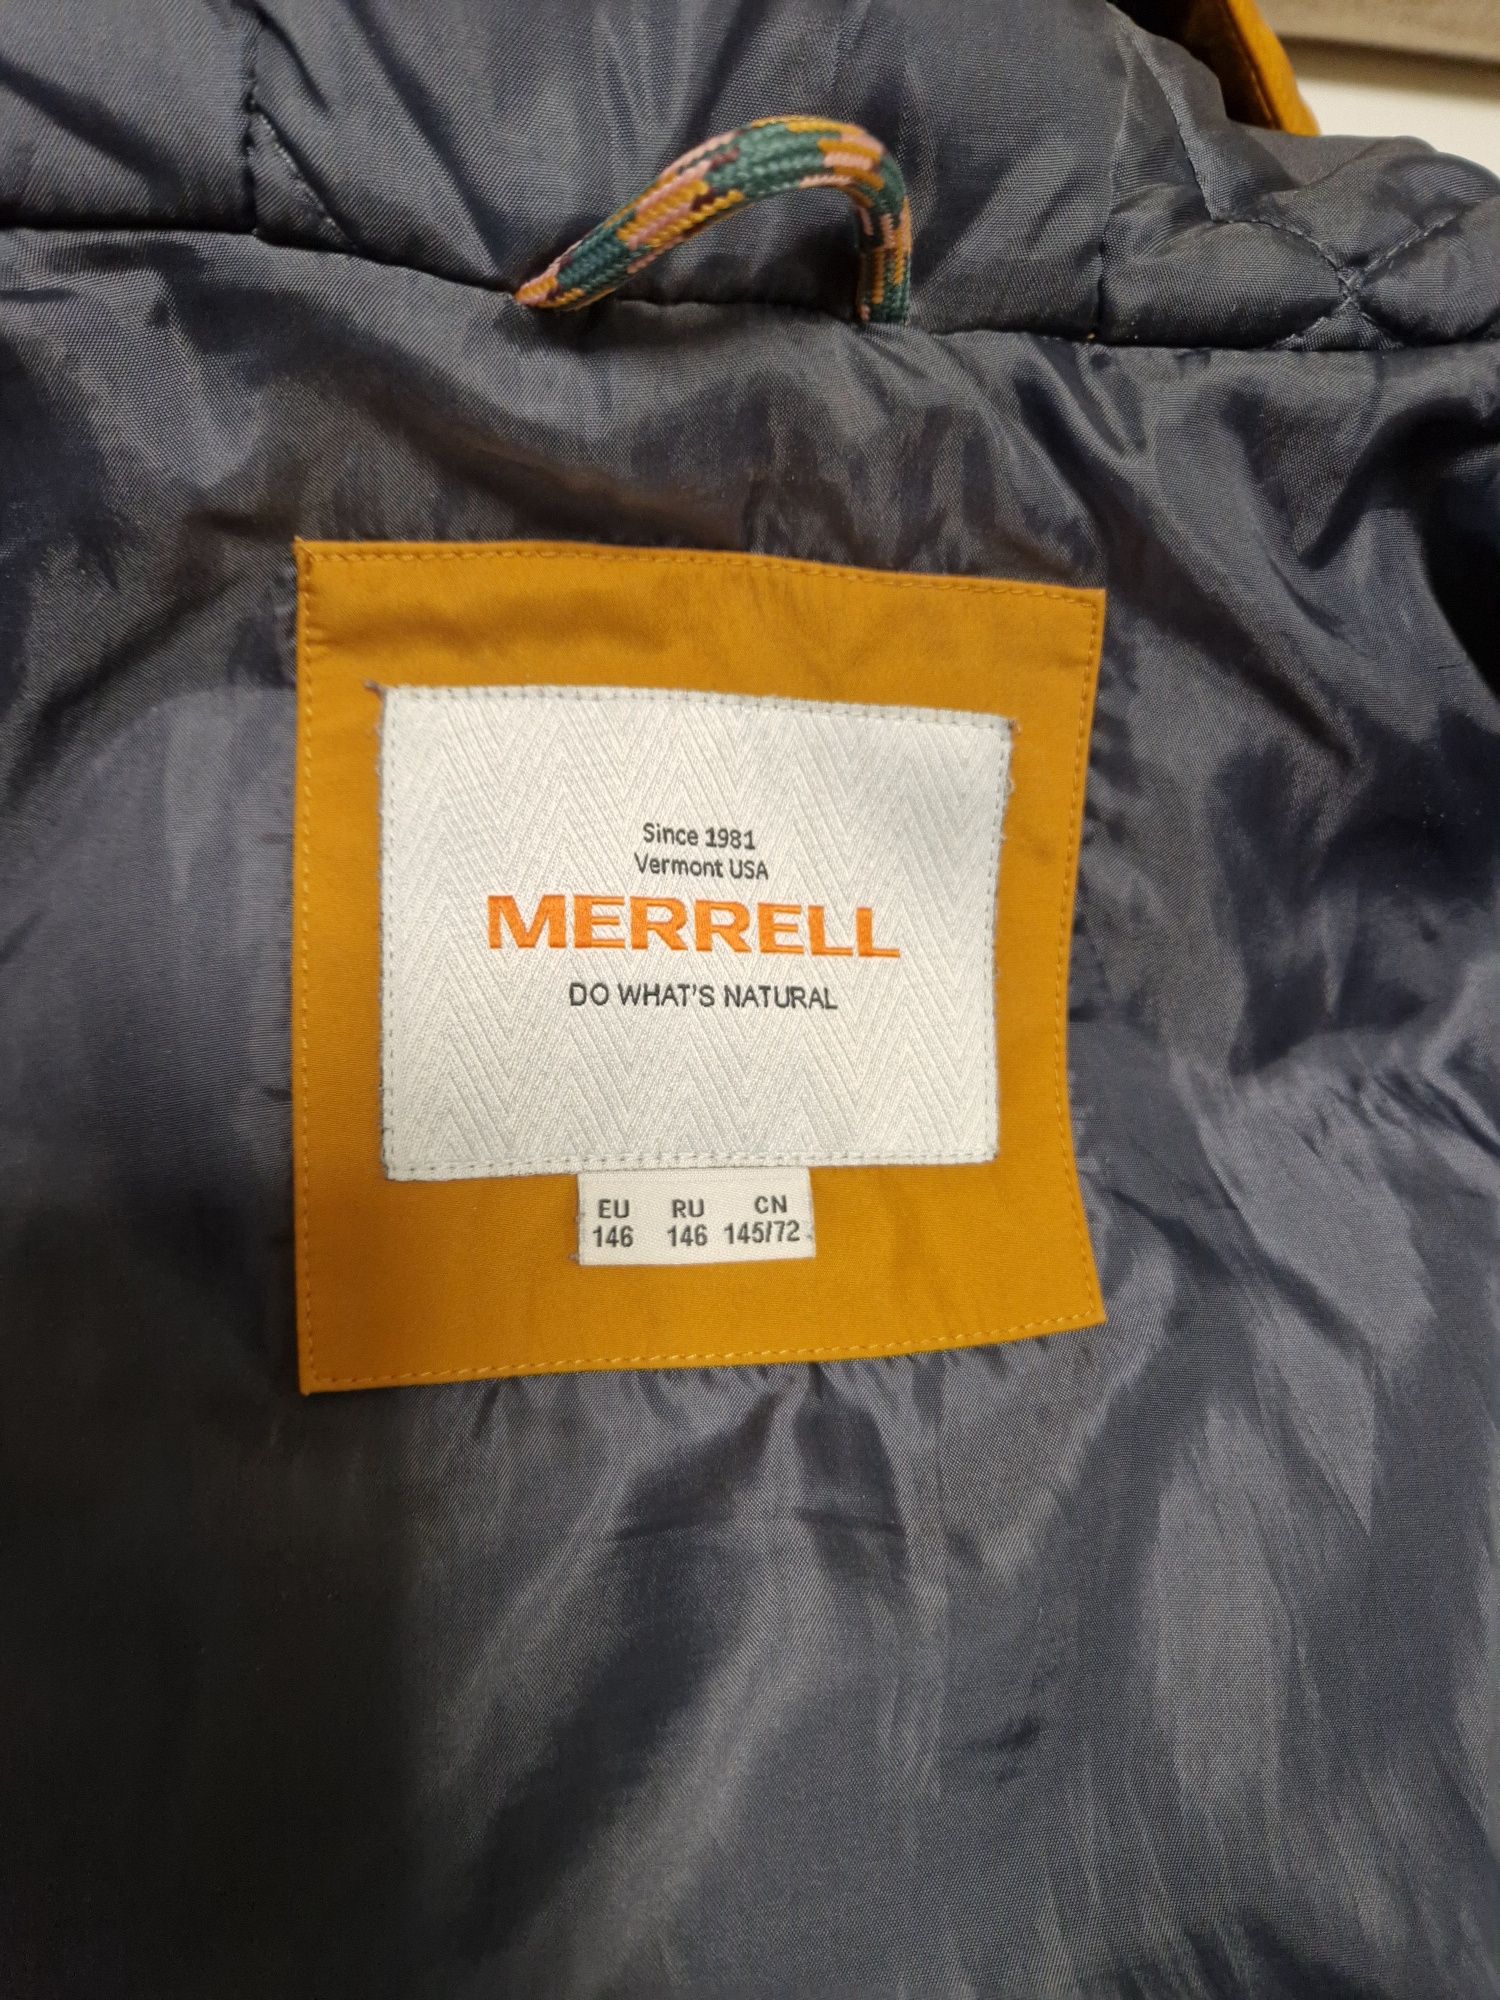 Since 1981
Vermont USA
MERRELL
DO WHAT'S NATURAL
EU RU CN
146 146 145/72